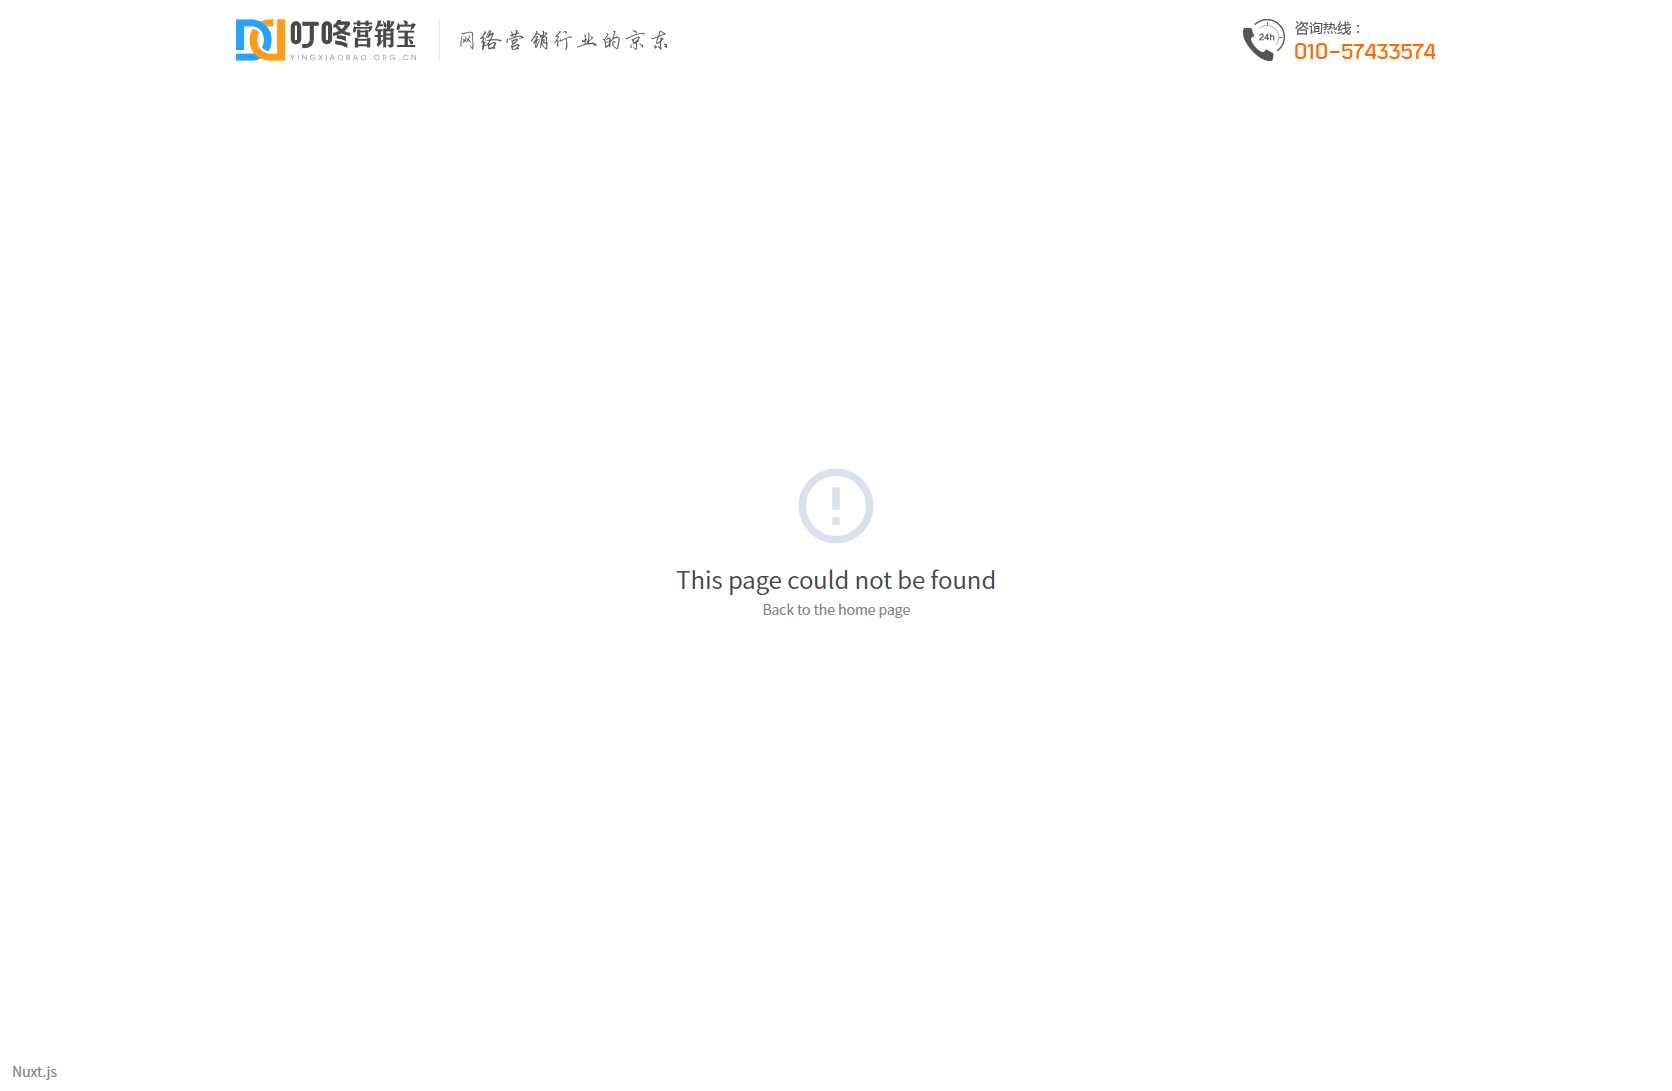 叮咚营销宝
YINGXIAOBAO.ORG.CN
网络营销行业的京东
24h
咨询热线：
010-57433574
This page could not be found
Back to the home page
Nuxt.js